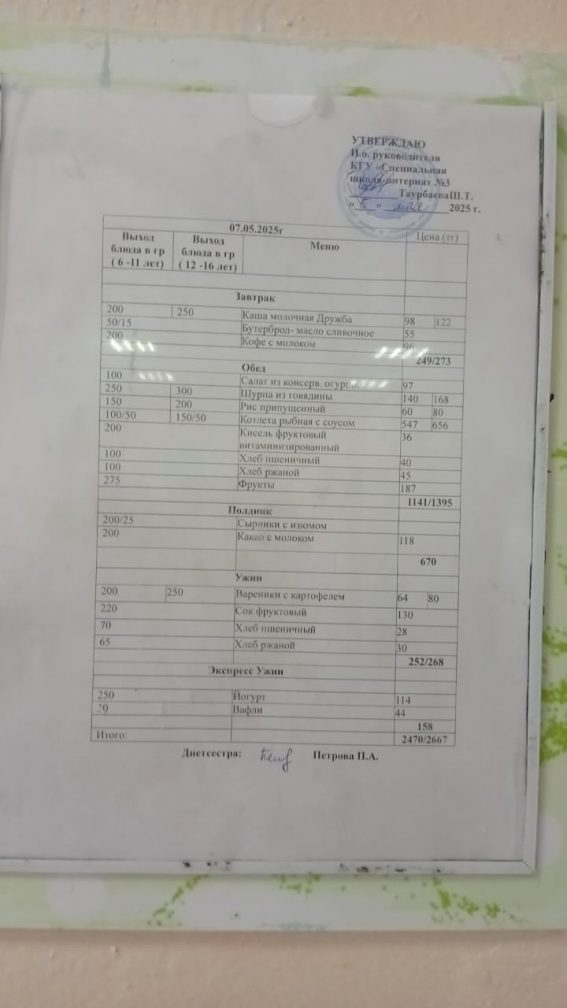 УТВЕРЖДАЮ
И.о. руководителя
КГУ «Специальная
школа-интернат №3
ТаурбаеваШ.Т.
2025 г.
07.05.2025г Цена (тг)
Выход блюда в гр ( 6 -11 лет) Выход блюда в гр ( 12 -16 лет) Меню
Завтрак
200 250 Каша молочная Дружба 98 122
50/15 Бутерброд- масло сливочное 55
200 Кофе с молоком 96
249/273
Обед
100 Салат из консерв. 97
250 300 Шурпа из говядины 140 168
150 200 Рис припущенный 60 80
100/50 150/50 Котлета рыбная с соусом 547 656
200 Кисель фруктовый 36
витаминизированный
100 Хлеб пшеничный 40
100 Хлеб ржаной 45
275 Фрукты 187
1141/1395
Полдник
200/25 Сырники с изюмом
200 Какао с молоком 118
670
Ужин
200 250 Вареники с картофелем 64 80
220 Сок фруктовый 130
70 Хлеб пшеничный 28
65 Хлеб ржаной 30
252/268
Экспресс Ужин
250 Йогурт 114
Вафли 44
158
Итого: 2470/2667
Диетсестра: Петрова П.А.